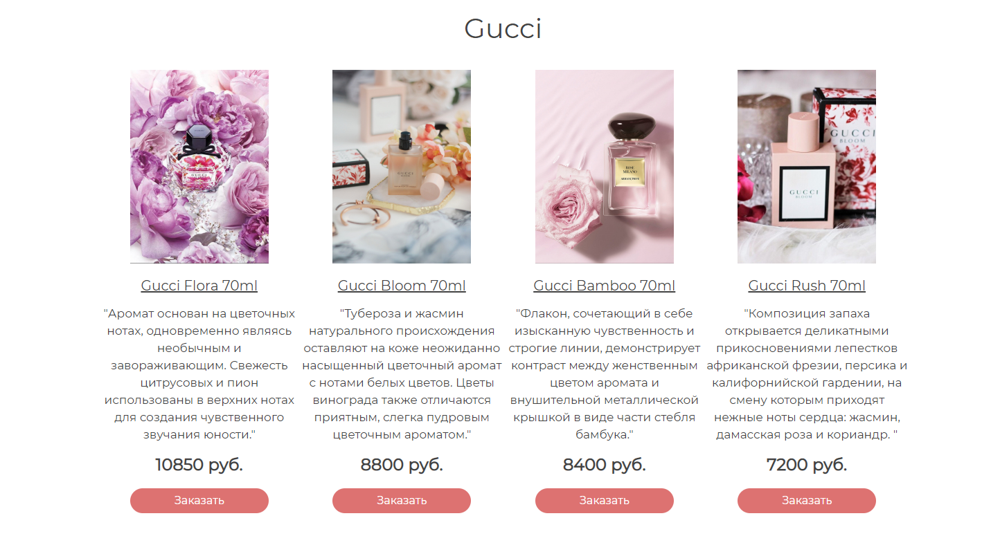 Gucci
GUCCI
GUCCI
ROSE
MILANO
ARMANI/PRIVE
GUCCI
BLOOM
GUCCI
BLOOM
Gucci Flora 70ml
"Аромат основан на цветочных
нотах, одновременно являясь
необычным и
завораживающим. Свежесть
цитрусовых и пион
использованы в верхних нотах
для создания чувственного
звучания юности."
10850 руб.
Заказать
Gucci Bloom 70ml
"Тубероза и жасмин
натурального происхождения
оставляют на коже неожиданно
насыщенный цветочный аромат
с нотами белых цветов. Цветы
винограда также отличаются
приятным, слегка пудровым
цветочным ароматом."
8800 руб.
Заказать
Gucci Bamboo 70ml
"Флакон, сочетающий в себе
изысканную чувственность и
строгие линии, демонстрирует
контраст между женственным
цветом аромата и
внушительной металлической
крышкой в виде части стебля
бамбука."
8400 руб.
Заказать
Gucci Rush 70ml
"Композиция запаха
открывается деликатными
прикосновениями лепестков
африканской фрезии, персика и
калифорнийской гардении, на
смену которым приходят
нежные ноты сердца: жасмин,
дамасская роза и кориандр. "
7200 руб.
Заказать